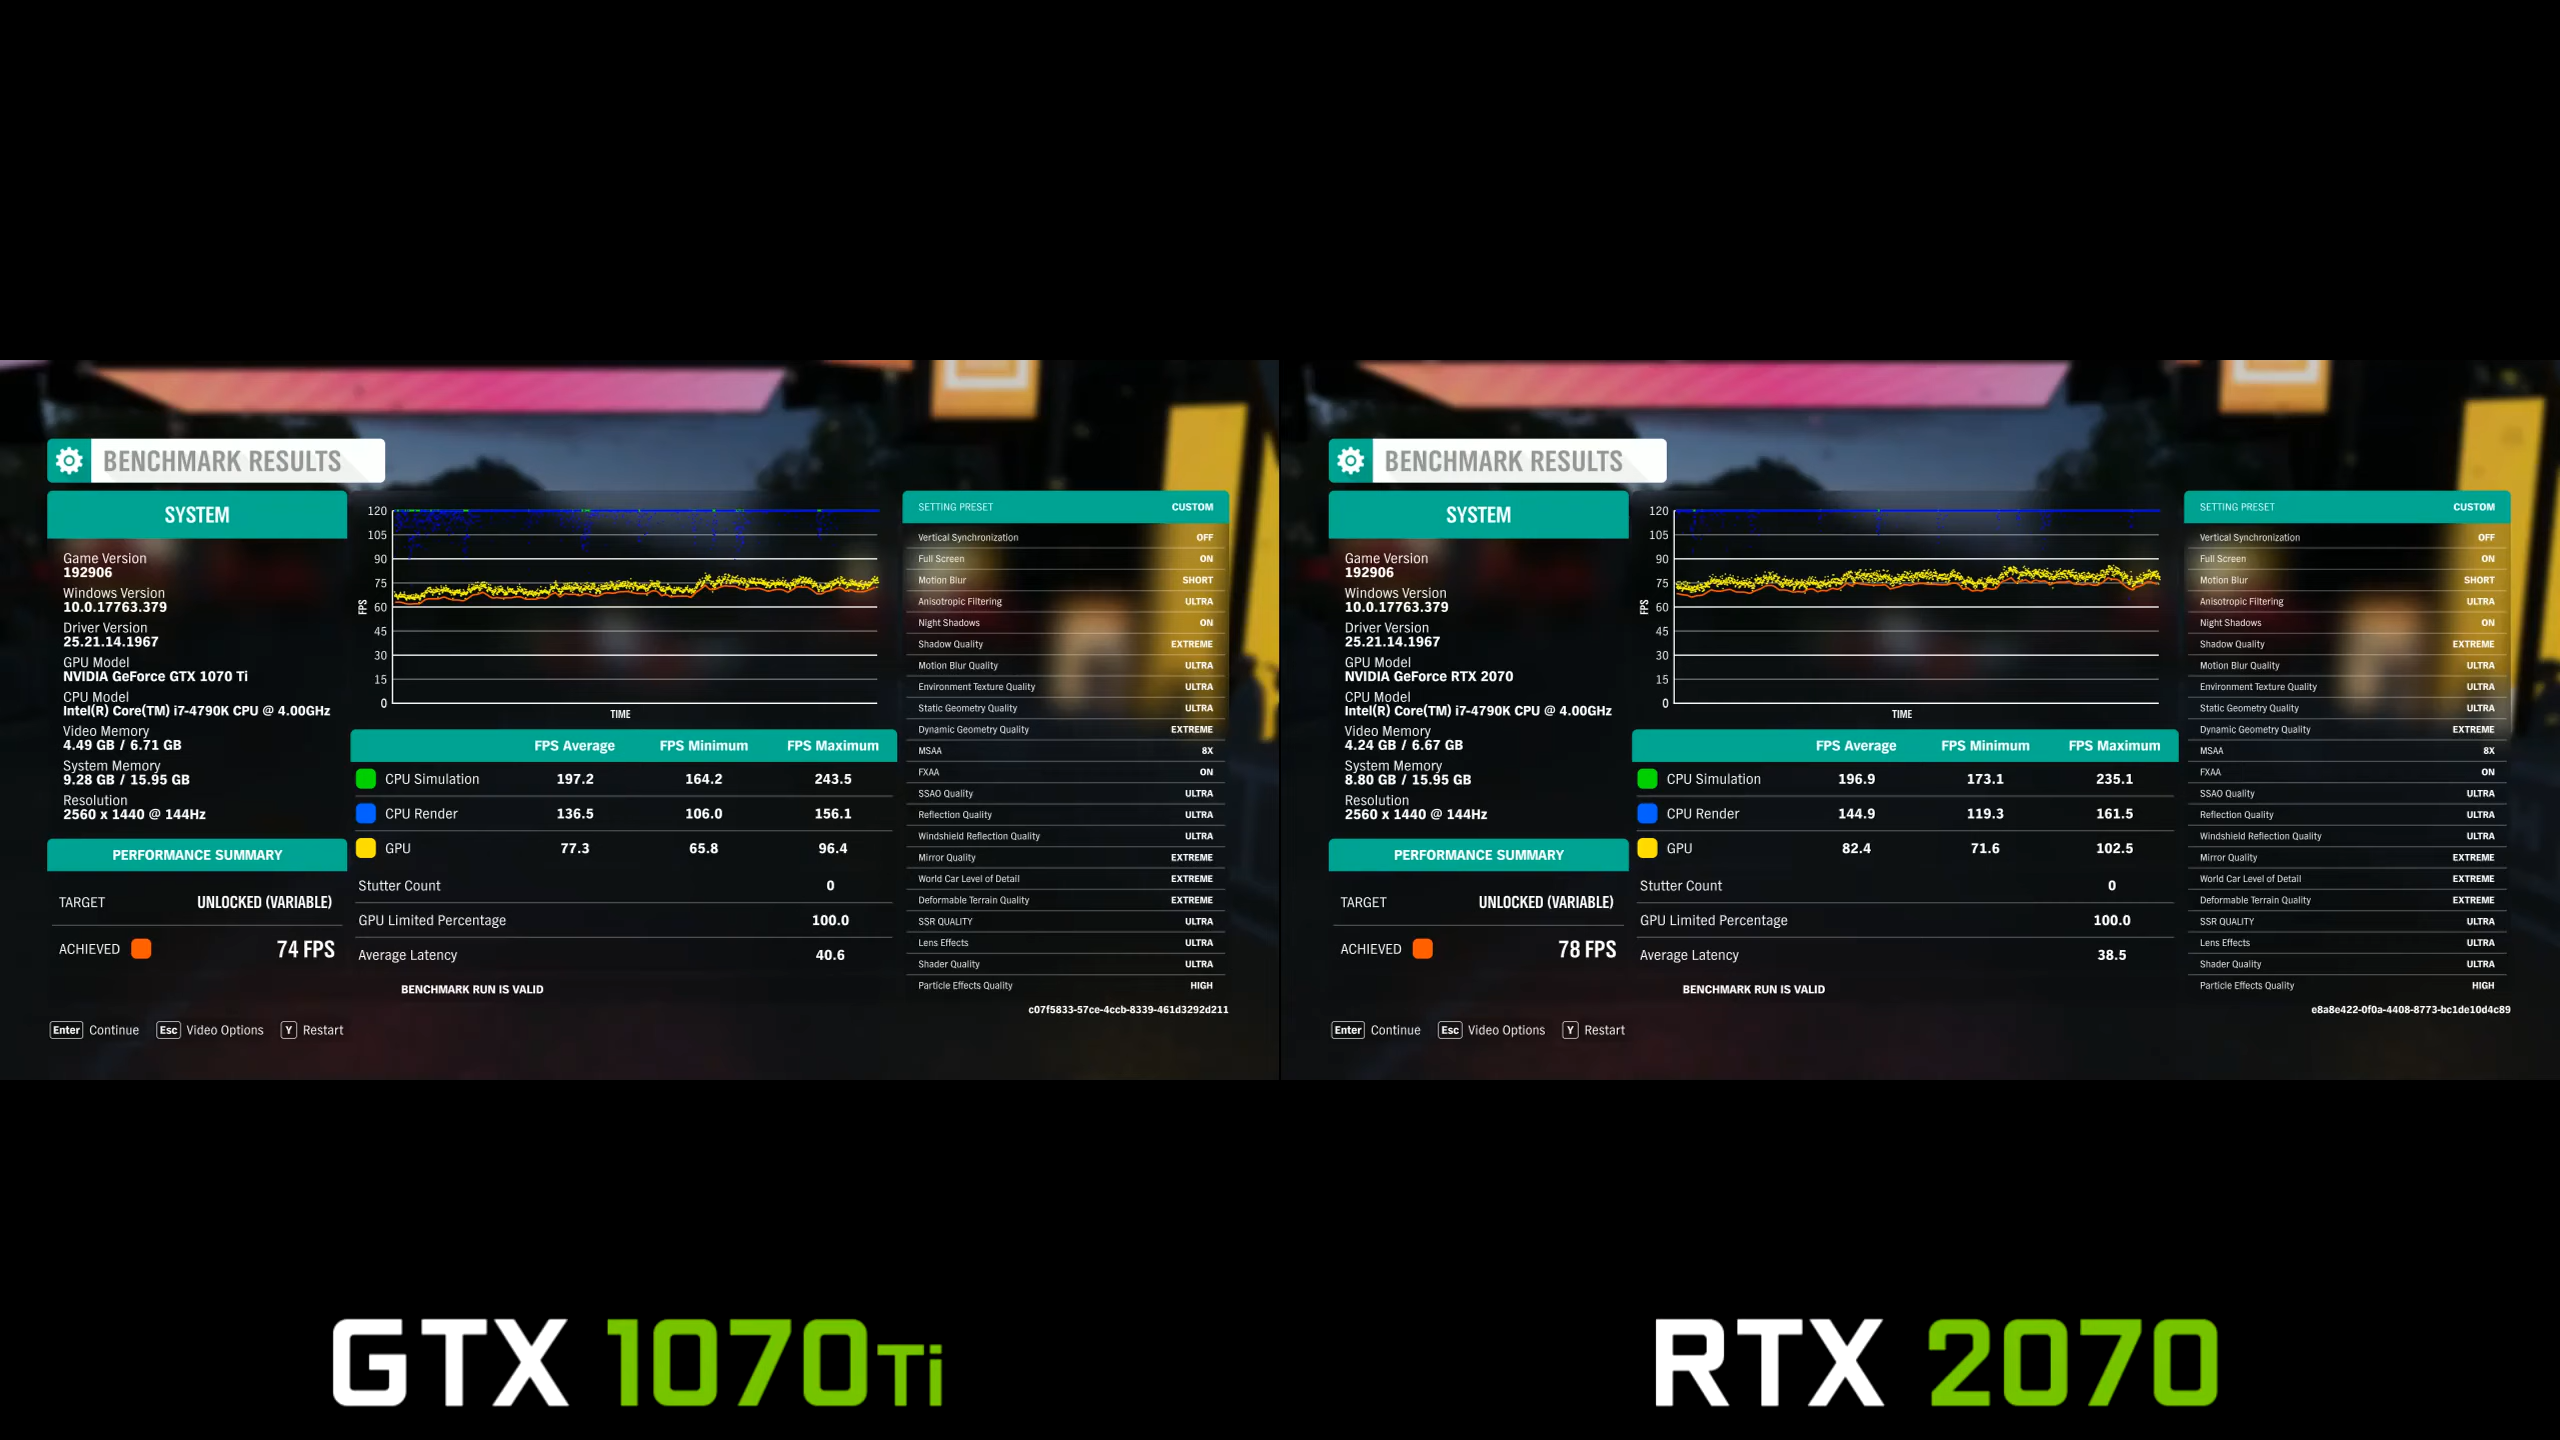 BENCHMARK RESULTS
SYSTEM
Game Version
192906
Windows Version
10.0.17763.379
Driver Version
25.21.14.1967
GPU Model
NVIDIA GeForce GTX 1070 Ti
CPU Model
Intel(R) Core(TM) i7-4790K CPU @ 4.00GHz
Video Memory
4.49 GB / 6.71 GB
System Memory
9.28 GB / 15.95 GB
Resolution
2560 x 1440 @ 144Hz
PERFORMANCE SUMMARY
TARGET UNLOCKED (VARIABLE)
ACHIEVED 74 FPS
FPS
120
105
90
75
60
45
30
15
0
TIME
FPS Average FPS Minimum FPS Maximum
CPU Simulation 197.2 164.2 243.5
CPU Render 136.5 106.0 156.1
GPU 77.3 65.8 96.4
Stutter Count 0
GPU Limited Percentage 100.0
Average Latency 40.6
BENCHMARK RUN IS VALID
SETTING PRESET CUSTOM
Vertical Synchronization OFF
Full Screen ON
Motion Blur SHORT
Anisotropic Filtering ULTRA
Night Shadows ON
Shadow Quality EXTREME
Motion Blur Quality ULTRA
Environment Texture Quality ULTRA
Static Geometry Quality ULTRA
Dynamic Geometry Quality EXTREME
MSAA 8X
FXAA ON
SSAO Quality ULTRA
Reflection Quality ULTRA
Windshield Reflection Quality ULTRA
Mirror Quality EXTREME
World Car Level of Detail EXTREME
Deformable Terrain Quality EXTREME
SSR QUALITY ULTRA
Lens Effects ULTRA
Shader Quality ULTRA
Particle Effects Quality HIGH
c07f5833-57ce-4ccb-8339-461d3292d211
Enter Continue Esc Video Options Y Restart
BENCHMARK RESULTS
SYSTEM
Game Version
192906
Windows Version
10.0.17763.379
Driver Version
25.21.14.1967
GPU Model
NVIDIA GeForce RTX 2070
CPU Model
Intel(R) Core(TM) i7-4790K CPU @ 4.00GHz
Video Memory
4.24 GB / 6.67 GB
System Memory
8.80 GB / 15.95 GB
Resolution
2560 x 1440 @ 144Hz
PERFORMANCE SUMMARY
TARGET UNLOCKED (VARIABLE)
ACHIEVED 78 FPS
FPS
120
105
90
75
60
45
30
15
0
TIME
FPS Average FPS Minimum FPS Maximum
CPU Simulation 196.9 173.1 235.1
CPU Render 144.9 119.3 161.5
GPU 82.4 71.6 102.5
Stutter Count 0
GPU Limited Percentage 100.0
Average Latency 38.5
BENCHMARK RUN IS VALID
SETTING PRESET CUSTOM
Vertical Synchronization OFF
Full Screen ON
Motion Blur SHORT
Anisotropic Filtering ULTRA
Night Shadows ON
Shadow Quality EXTREME
Motion Blur Quality ULTRA
Environment Texture Quality ULTRA
Static Geometry Quality ULTRA
Dynamic Geometry Quality EXTREME
MSAA 8X
FXAA ON
SSAO Quality ULTRA
Reflection Quality ULTRA
Windshield Reflection Quality ULTRA
Mirror Quality EXTREME
World Car Level of Detail EXTREME
Deformable Terrain Quality EXTREME
SSR QUALITY ULTRA
Lens Effects ULTRA
Shader Quality ULTRA
Particle Effects Quality HIGH
e8a8e422-0f0a-4408-8773-bc1de10d4c89
Enter Continue Esc Video Options Y Restart
GTX 1070Ti
RTX 2070